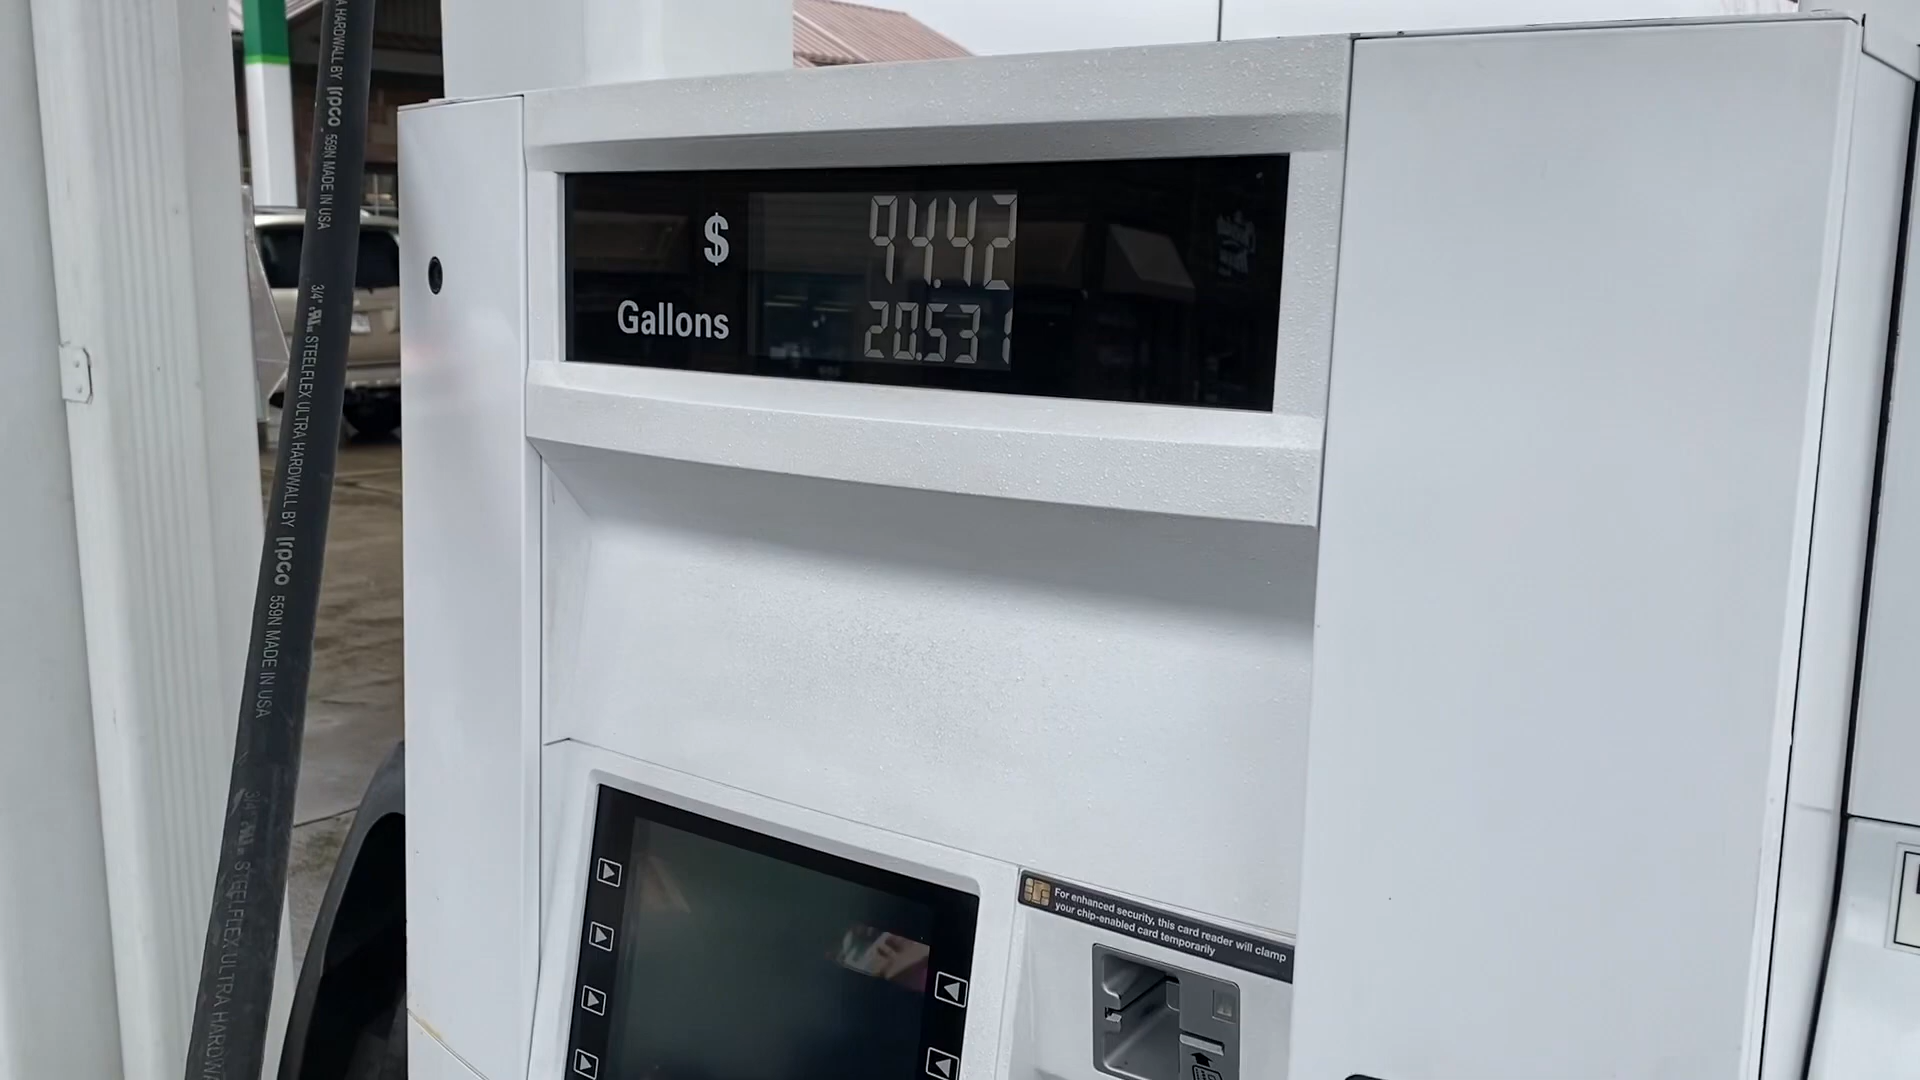 $ 94.42
Gallons 20.531
For enhanced security, this card reader will clamp
your chip-enabled card temporarily
A HARDWALL BY Irpco 559N MADE IN USA
3/4" STEELFLEX ULTRA HARDWALL BY Irpco 559N MADE IN USA
3/4" STEELFLEX ULTRA HARDWA